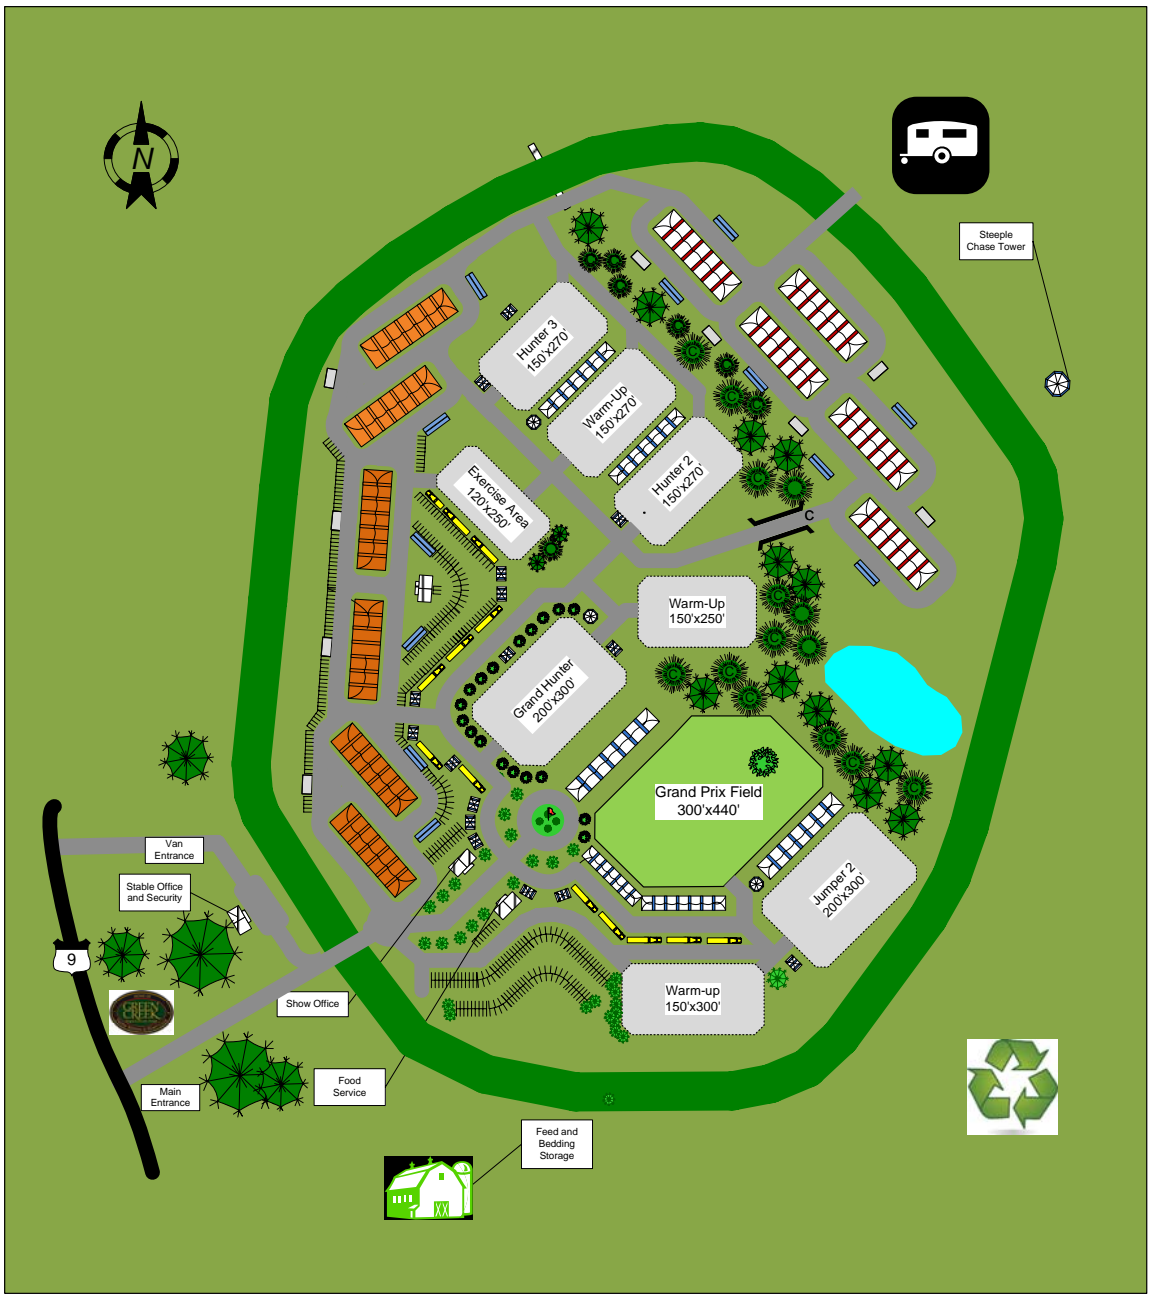 N
Steeple
Chase Tower
Hunter 3
150'x270'
Warm-Up
150'x270'
Hunter 2
150'x270'
Exercise Area
120'x250'
C
Warm-Up
150'x250'
Grand Hunter
200'x300'
Grand Prix Field
300'x440'
Jumper 2
200'x300'
Warm-up
150'x300'
Van
Entrance
Stable Office
and Security
9
GREEN
CREEK
Show Office
Main
Entrance
Food
Service
Feed and
Bedding
Storage